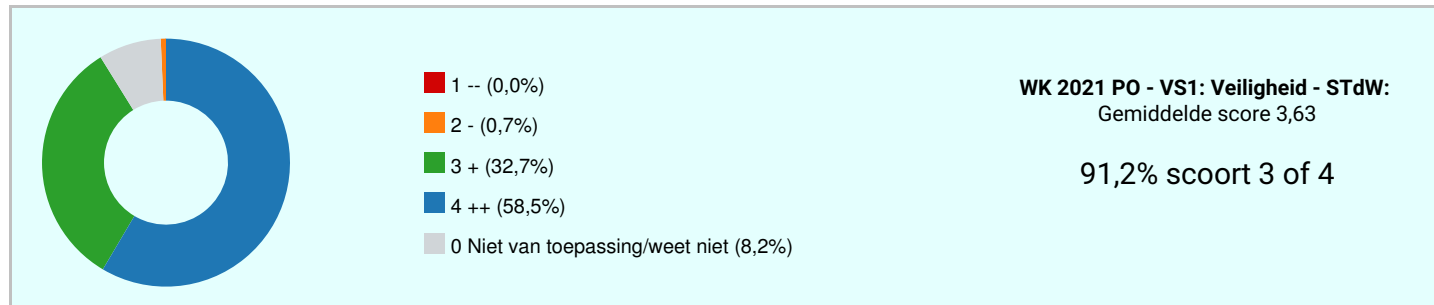 1 -- (0,0%)
2 - (0,7%)
3 + (32,7%)
4 ++ (58,5%)
0 Niet van toepassing/weet niet (8,2%)
WK 2021 PO - VS1: Veiligheid - STdW:
Gemiddelde score 3,63
91,2% scoort 3 of 4